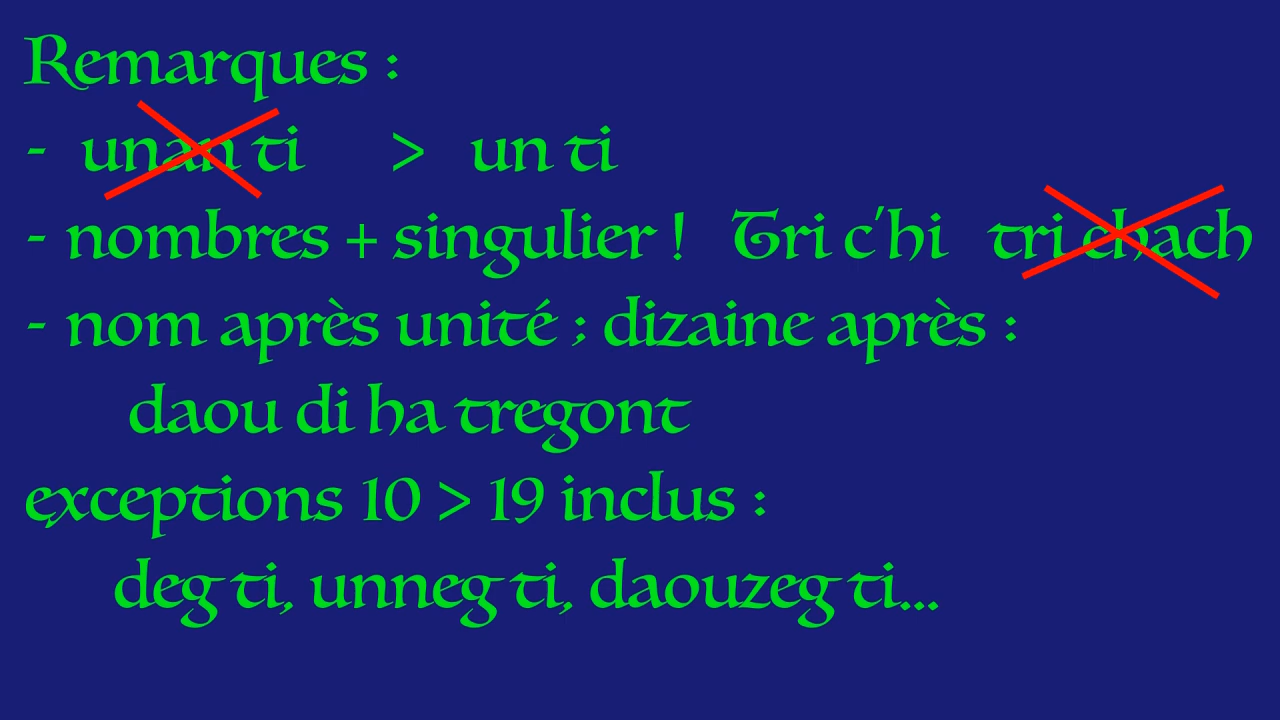 Remarques :
- unan ti > un ti
- nombres + singulier ! Tri c'hi tri chach
- nom après unité ; dizaine après :
daou di ha tregont
exceptions 10 > 19 inclus :
deg ti, unneg ti, daouzeg ti...